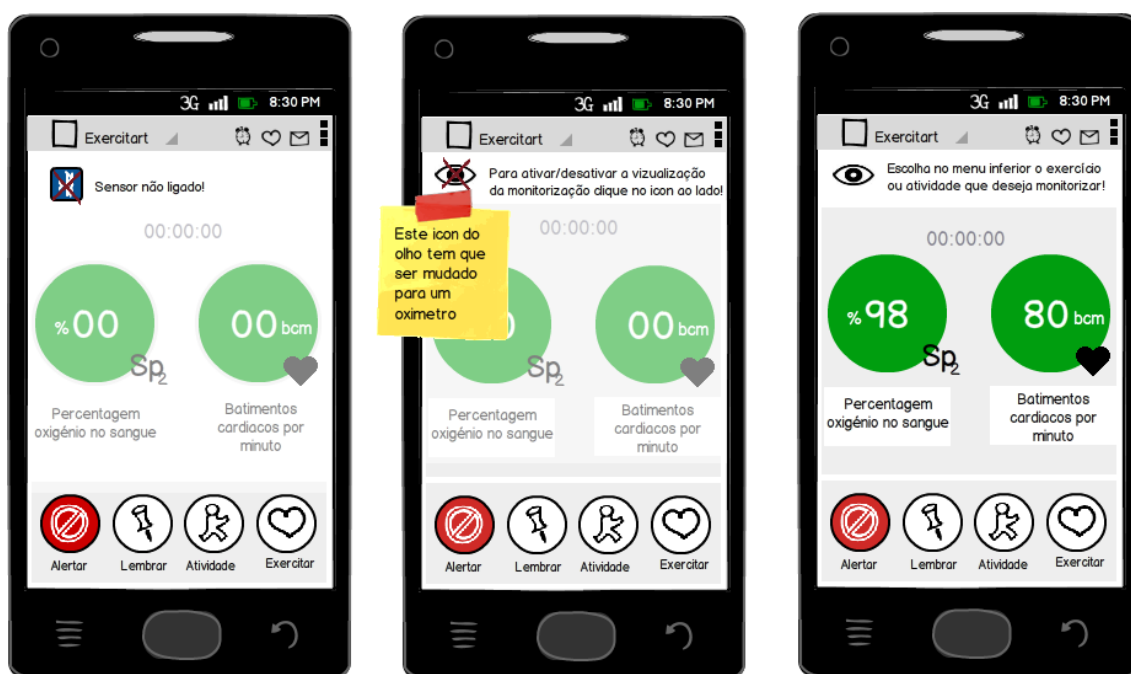 3G 8:30 PM
Exercitart
Sensor não ligado!
00:00:00
%00
Sp2
00 bcm
Percentagem
oxigénio no sangue
Batimentos
cardiacos por
minuto
Alertar Lembrar Atividade Exercitar
3G 8:30 PM
Exercitart
Para ativar/desativar a vizualização
da monitorização clique no icon ao lado!
Este icon do
olho tem que
ser mudado
para um
oximetro
00:00:00
0
Sp2
00 bcm
Percentagem
oxigénio no sangue
Batimentos
cardiacos por
minuto
Alertar Lembrar Atividade Exercitar
3G 8:30 PM
Exercitart
Escolha no menu inferior o exercício
ou atividade que deseja monitorizar!
00:00:00
%98
Sp2
80 bcm
Percentagem
oxigénio no sangue
Batimentos
cardiacos por
minuto
Alertar Lembrar Atividade Exercitar